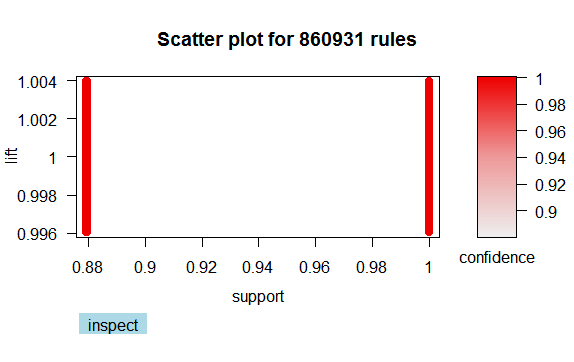 Scatter plot for 860931 rules
1.004
1.002
1
0.998
0.996
lift
0.88 0.9 0.92 0.94 0.96 0.98 1
support
1
0.98
0.96
0.94
0.92
0.9
confidence
inspect